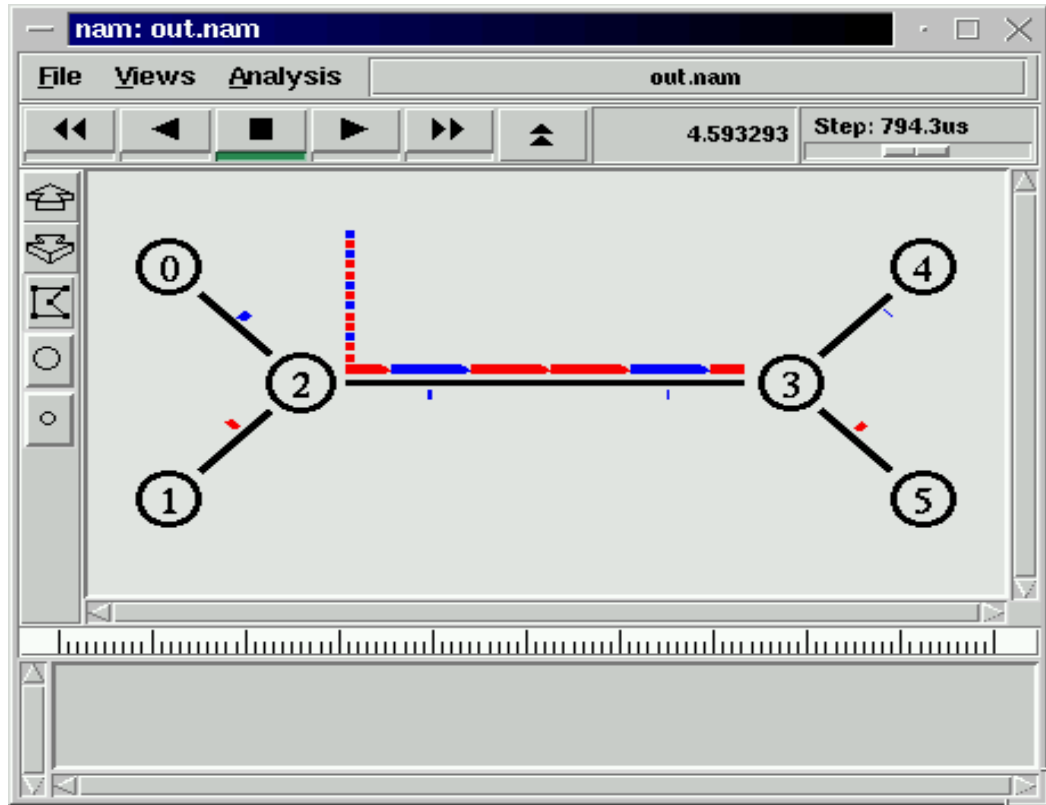 nam: out.nam
File Views Analysis out.nam
4.593293 Step: 794.3us
0 4
2 3
1 5